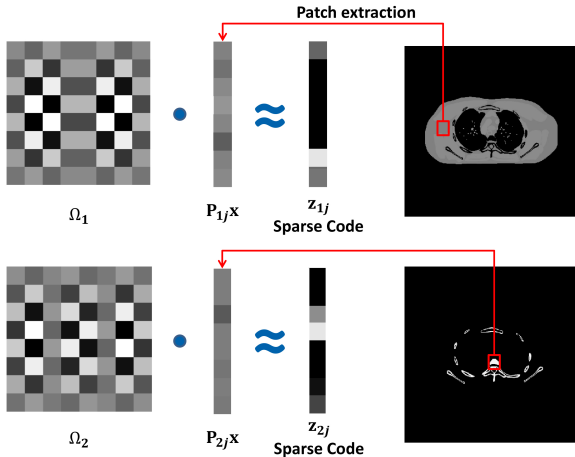 Patch extraction
Ω₁
P₁ⱼx
z₁ⱼ
Sparse Code
Ω₂
P₂ⱼx
z₂ⱼ
Sparse Code